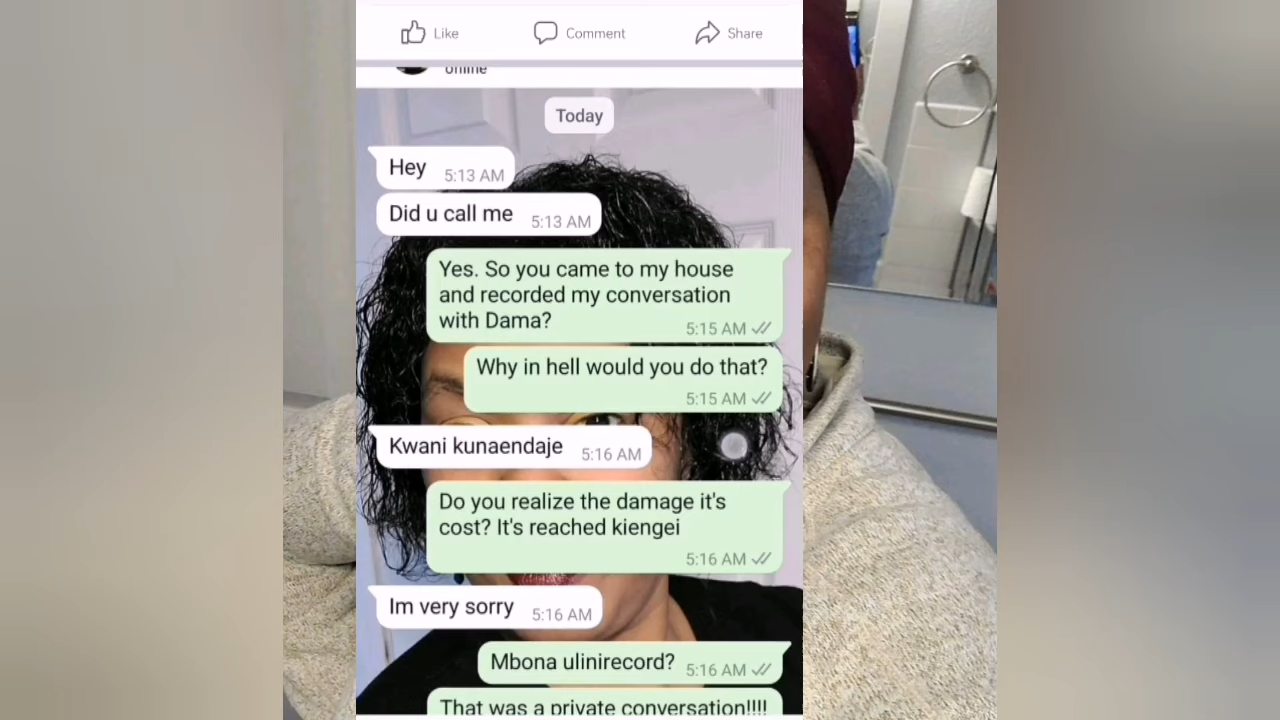 Like Comment Share
offline
Today
Hey 5:13 AM
Did u call me 5:13 AM
Yes. So you came to my house
and recorded my conversation
with Dama? 5:15 AM
Why in hell would you do that?
5:15 AM
Kwani kunaendaje 5:16 AM
Do you realize the damage it's
cost? It's reached kiengei
5:16 AM
Im very sorry 5:16 AM
Mbona ulinirecord? 5:16 AM
That was a private conversation!!!!